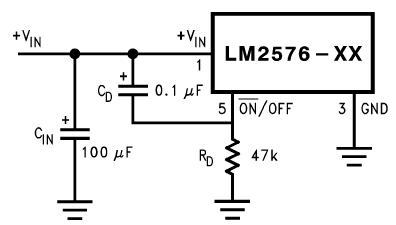 +VIN
+VIN
1
LM2576-XX
CD
+
0.1 μF
5
ON/OFF
3
GND
CIN
+
100 μF
RD
47k